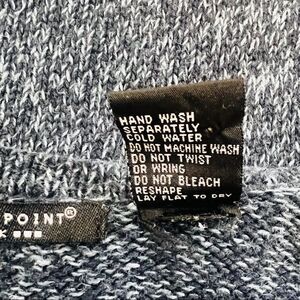 HAND WASH
SEPARATELY
COLD WATER
DO NOT MACHINE WASH
DO NOT TWIST
OR WRING
DO NOT BLEACH
RESHAPE
LAY FLAT TO DRY
POINT®
K